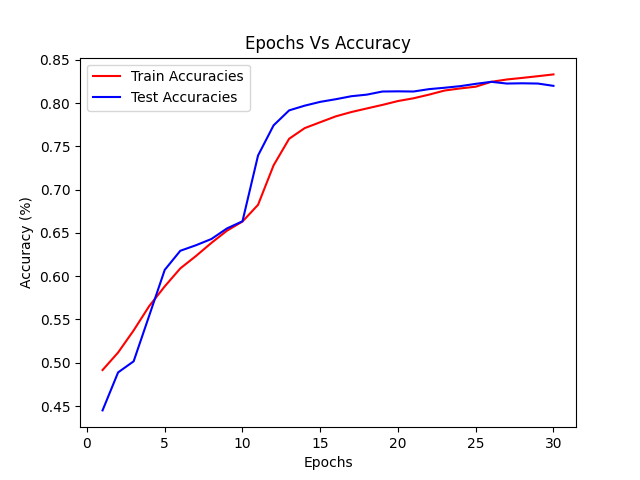 Epochs Vs Accuracy
Train Accuracies
Test Accuracies
0.85
0.80
0.75
0.70
0.65
0.60
0.55
0.50
0.45
Accuracy (%)
0 5 10 15 20 25 30
Epochs